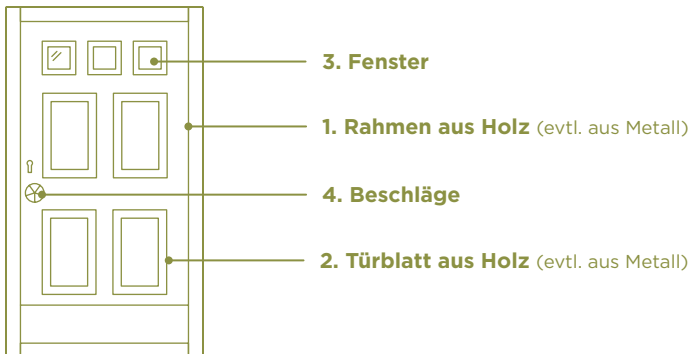 3. Fenster
1. Rahmen aus Holz (evtl. aus Metall)
4. Beschläge
2. Türblatt aus Holz (evtl. aus Metall)